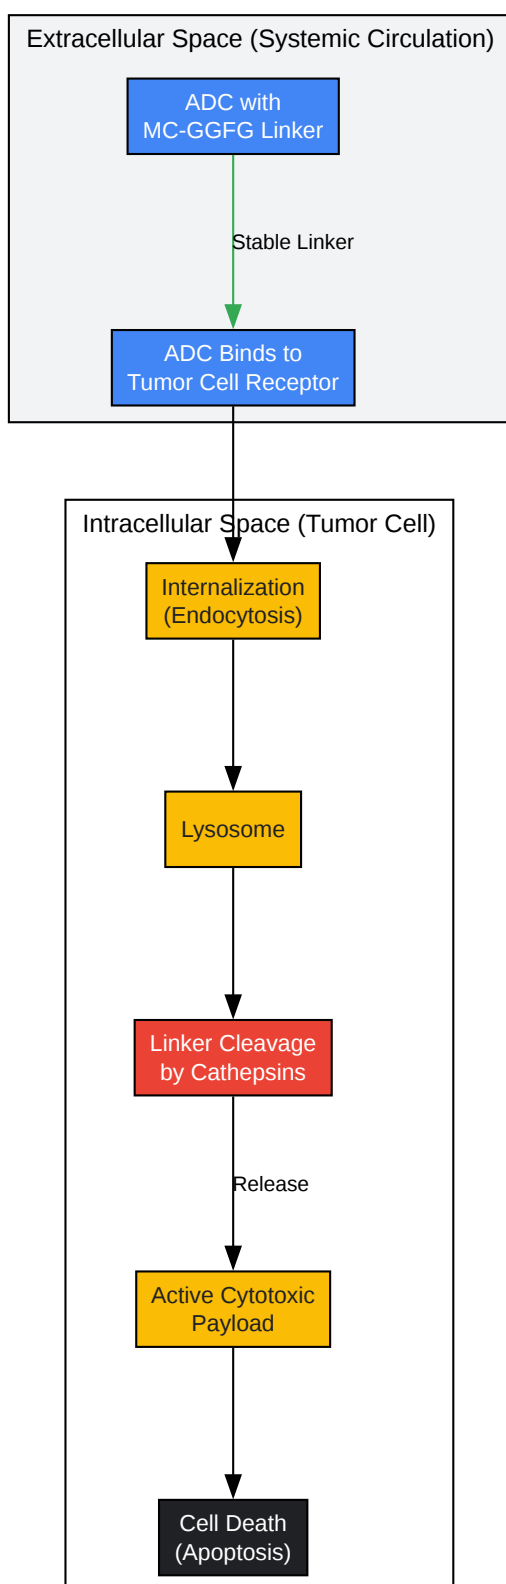 Extracellular Space (Systemic Circulation)
ADC with
MC-GGFG Linker
Stable Linker
ADC Binds to
Tumor Cell Receptor
Intracellular Space (Tumor Cell)
Internalization
(Endocytosis)
Lysosome
Linker Cleavage
by Cathepsins
Release
Active Cytotoxic
Payload
Cell Death
(Apoptosis)